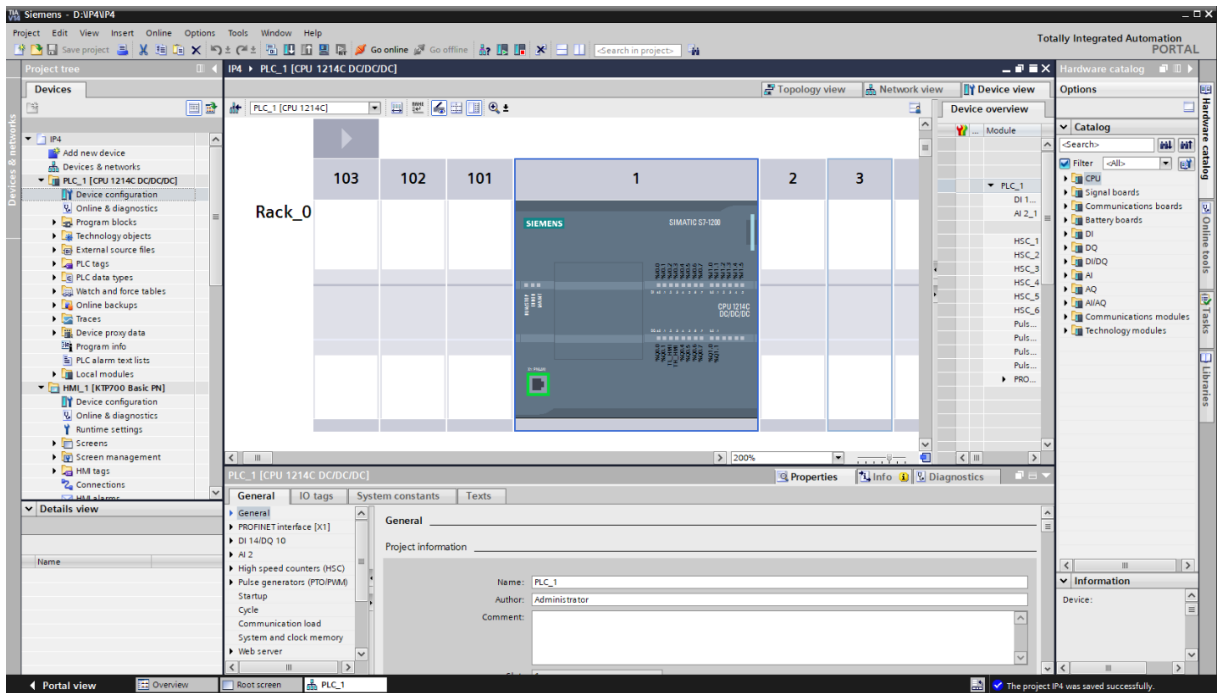 Siemens - D:\IP4\IP4
Project Edit View Insert Online Options Tools Window Help
Save project Go online Go offline <Search in project>
Totally Integrated Automation
PORTAL
Project tree
IP4 PLC_1 [CPU 1214C DC/DC/DC]
Hardware catalog
Devices
Topology view Network view Device view
Options
PLC_1 [CPU 1214C]
Device overview
Devices & networks
IP4
Add new device
Devices & networks
PLC_1 [CPU 1214C DC/DC/DC]
Device configuration
Online & diagnostics
Program blocks
Technology objects
External source files
PLC tags
PLC data types
Watch and force tables
Online backups
Traces
Device proxy data
Program info
PLC alarm text lists
Local modules
HMI_1 [KTP700 Basic PN]
Device configuration
Online & diagnostics
Runtime settings
Screens
Screen management
HMI tags
Connections
HMI alarms
Details view
Name
103 102 101 1 2 3
Rack_0
SIEMENS SIMATIC S7-1200
CPU 1214C
DC/DC/DC
200%
... Module
PLC_1
DI 1...
AI 2_1
HSC_1
HSC_2
HSC_3
HSC_4
HSC_5
HSC_6
Puls...
Puls...
Puls...
Puls...
PRO...
Catalog
<Search>
Filter <All>
CPU
Signal boards
Communications boards
Battery boards
DI
DQ
DI/DQ
AI
AQ
AI/AQ
Communications modules
Technology modules
Hardware catalog
Online tools
Tasks
Libraries
PLC_1 [CPU 1214C DC/DC/DC]
Properties Info Diagnostics
General IO tags System constants Texts
General
PROFINET interface [X1]
DI 14/DQ 10
AI 2
High speed counters (HSC)
Pulse generators (PTO/PWM)
Startup
Cycle
Communication load
System and clock memory
Web server
General
Project information
Name: PLC_1
Author: Administrator
Comment:
Information
Device:
Portal view Overview Root screen PLC_1
The project IP4 was saved successfully.